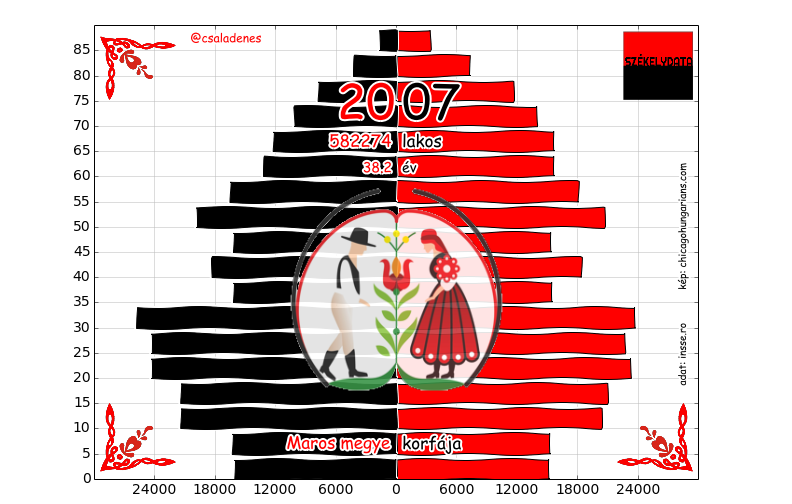 @csaladenes
SZÉKELYDATA
2007
582274 lakos
38.2 év
kép: chicagohungarians.com
adat: insse.ro
Maros megye korfája
85
80
75
70
65
60
55
50
45
40
35
30
25
20
15
10
5
0
24000 18000 12000 6000 0 6000 12000 18000 24000